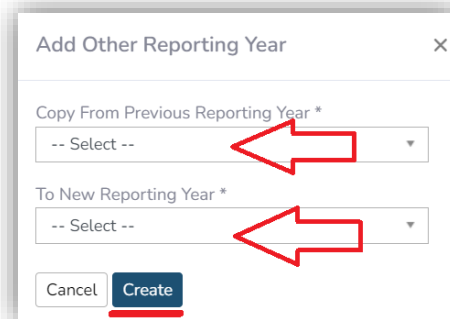 Add Other Reporting Year ×
Copy From Previous Reporting Year *
-- Select --
To New Reporting Year *
-- Select --
Cancel Create